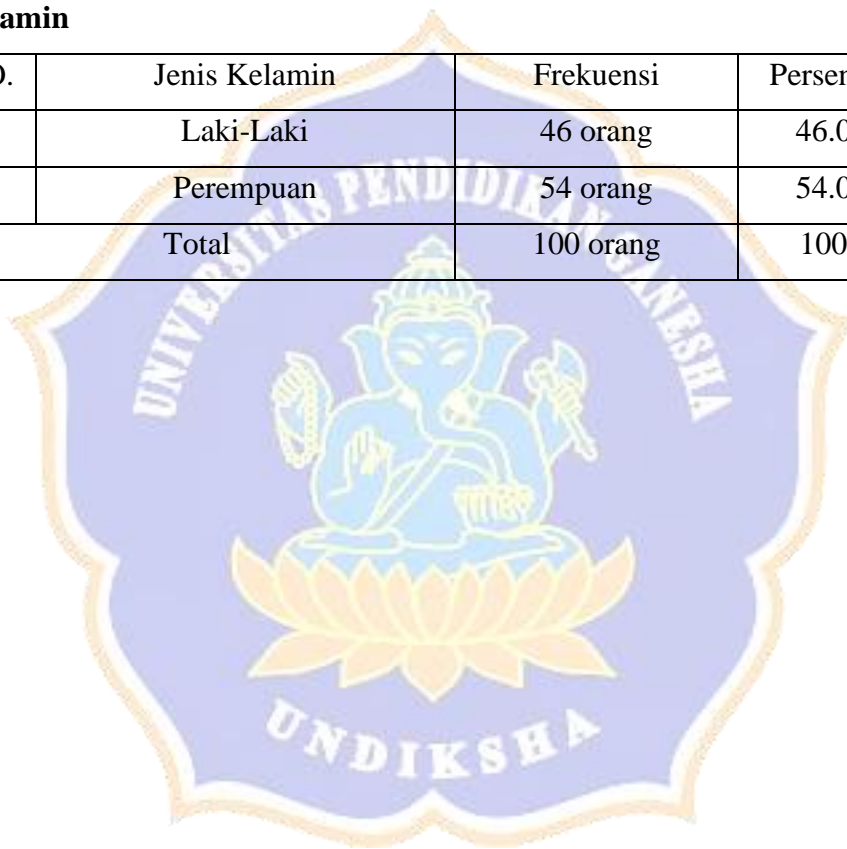 amin
. Jenis Kelamin Frekuensi Persen
Laki-Laki 46 orang 46.0
Perempuan 54 orang 54.0
Total 100 orang 100
UNIVERSITAS PENDIDIKAN GANESHA
UNDIKSHA